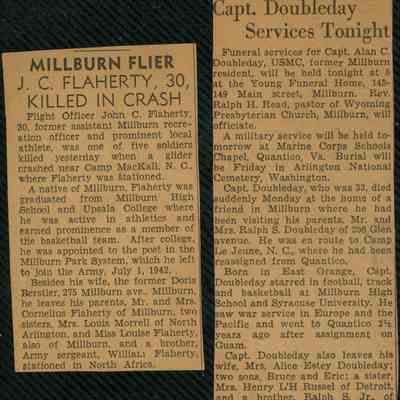 MILLBURN FLIER
J. C. FLAHERTY, 30,
KILLED IN CRASH
Flight Officer John C. Flaherty,
30, former assistant Millburn recre-
ation officer and prominent local
athlete, was one of five soldiers
killed yesterday when a glider
crashed near Camp MacKall, N. C.,
where Flaherty was stationed.
A native of Millburn, Flaherty was
graduated from Millburn High
School and Upsala College where
he was active in athletics and
earned prominence as a member of
the basketball team. After college,
he was appointed to the post in the
Millburn Park System, which he left
to join the Army, July 1, 1942.
Besides his wife, the former Doris
Berstler, 275 Millburn ave., Millburn,
he leaves his parents, Mr. and Mrs.
Cornelius Flaherty of Millburn, two
sisters, Mrs. Louis Morrell of North
Arlington, and Miss Louise Flaherty,
also of Millburn, and a brother,
Army sergeant, William Flaherty,
stationed in North Africa.
Capt. Doubleday
Services Tonight
Funeral services for Capt. Alan C.
Doubleday, USMC, former Millburn
resident, will be held tonight at 8
at the Young Funeral Home, 145-
149 Main street, Millburn. Rev.
Ralph H. Read, pastor of Wyoming
Presbyterian Church, Millburn, will
officiate.
A military service will be held to-
morrow at Marine Corps Schools
Chapel, Quantico, Va. Burial will
be Friday in Arlington National
Cemetery, Washington.
Capt. Doubleday, who was 33, died
suddenly Monday at the home of a
friend in Millburn where he had
been visiting his parents, Mr. and
Mrs. Ralph S. Doubleday of 256 Glen
avenue. He was en route to Camp
Le Jeune, N. C., where he had been
reassigned from Quantico.
Born in East Orange, Capt.
Doubleday starred in football, track
and basketball at Millburn High
School and Syracuse University. He
saw war service in Europe and the
Pacific and went to Quantico 2½
years ago after assignment on
Guam.
Capt. Doubleday also leaves his
wife, Mrs. Alice Estey Doubleday;
two sons, Bruce and Eric; a sister,
Mrs. Henry L'H Russel of Detroit,
and a brother, Ralph S. Jr., of